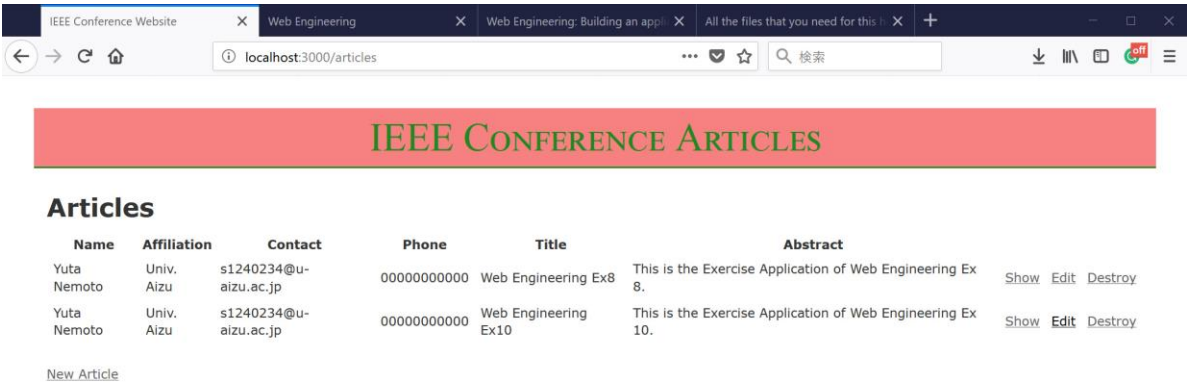 IEEE Conference Website
Web Engineering
Web Engineering: Building an appli
All the files that you need for this h
localhost:3000/articles
検索
off
IEEE CONFERENCE ARTICLES
Articles
Name Affiliation Contact Phone Title Abstract
Yuta Univ. s1240234@u- 00000000000 Web Engineering Ex8 This is the Exercise Application of Web Engineering Ex Show Edit Destroy
Nemoto Aizu aizu.ac.jp 8.
Yuta Univ. s1240234@u- 00000000000 Web Engineering This is the Exercise Application of Web Engineering Ex Show Edit Destroy
Nemoto Aizu aizu.ac.jp Ex10 10.
New Article